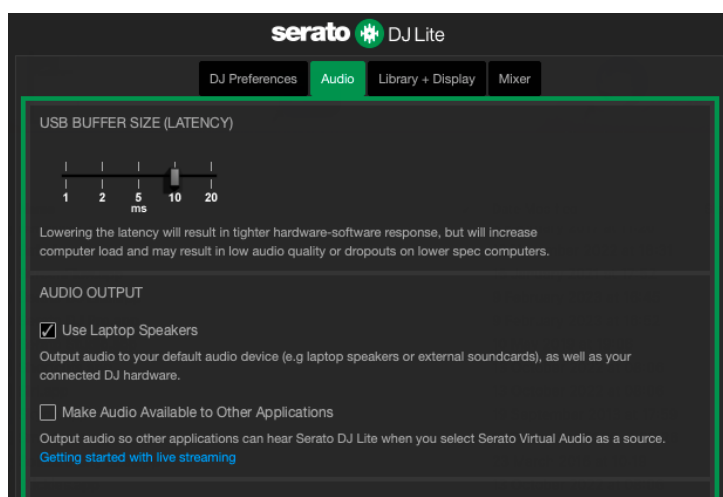 serato DJ Lite
DJ Preferences Audio Library + Display Mixer
USB BUFFER SIZE (LATENCY)
1 2 5 10 20
ms
Lowering the latency will result in tighter hardware-software response, but will increase
computer load and may result in low audio quality or dropouts on lower spec computers.
AUDIO OUTPUT
Use Laptop Speakers
Output audio to your default audio device (e.g laptop speakers or external soundcards), as well as your
connected DJ hardware.
Make Audio Available to Other Applications
Output audio so other applications can hear Serato DJ Lite when you select Serato Virtual Audio as a source.
Getting started with live streaming